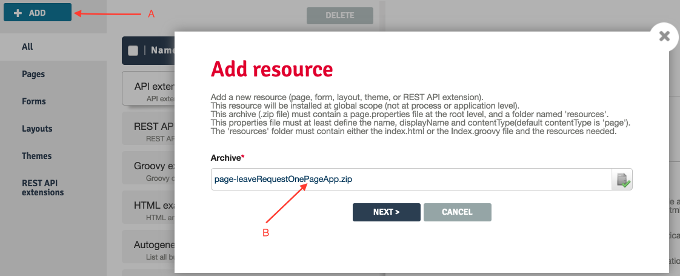 + ADD
A
DELETE
All
Pages
Forms
Layouts
Themes
REST API
extensions
Name
API exten
API exten
REST API
REST API
Groovy ex
Groovy
HTML exa
HTML an
Autogene
List all b
Add resource
Add a new resource (page, form, layout, theme, or REST API extension).
This resource will be installed at global scope (not at process or application level).
This archive (.zip file) must contain a page.properties file at the root level, and a folder named 'resources'.
This properties file must at least define the name, displayName and contentType(default contentType is 'page').
The 'resources' folder must contain either the index.html or the Index.groovy file and the resources needed.
Archive*
page-leaveRequestOnePageApp.zip
B
NEXT >
CANCEL